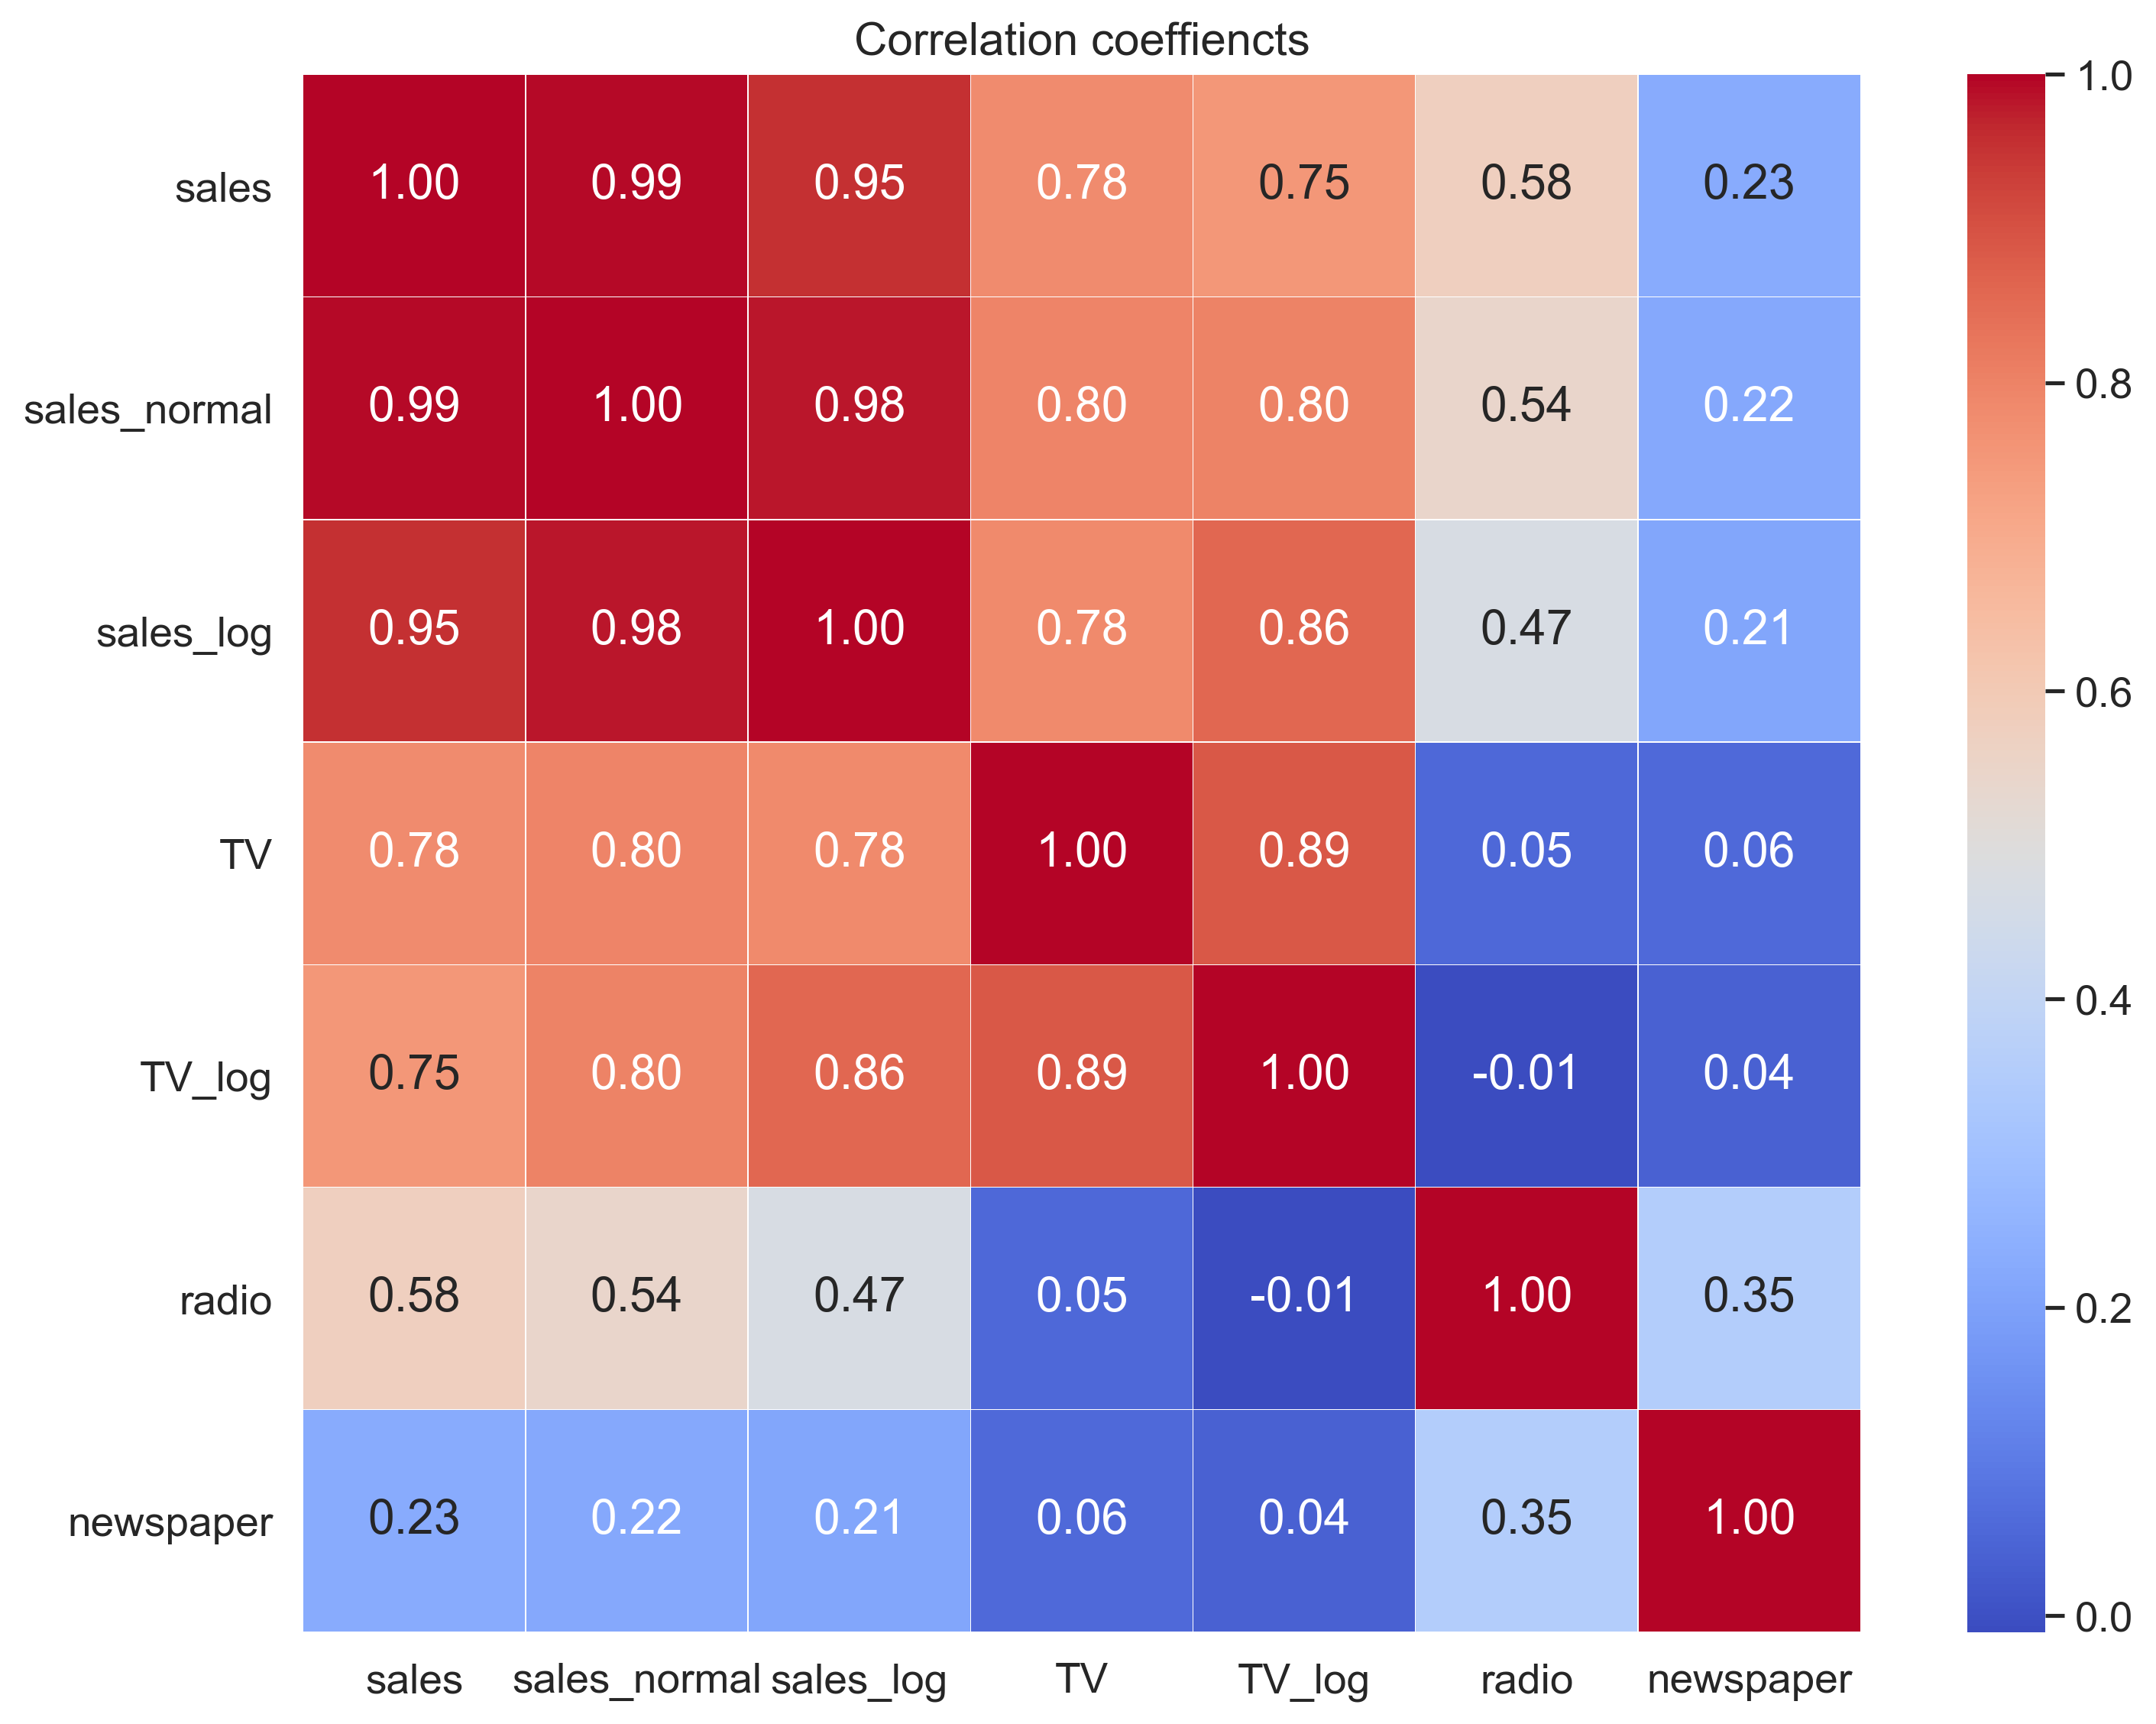 Correlation coeffiencts
sales 1.00 0.99 0.95 0.78 0.75 0.58 0.23
sales_normal 0.99 1.00 0.98 0.80 0.80 0.54 0.22
sales_log 0.95 0.98 1.00 0.78 0.86 0.47 0.21
TV 0.78 0.80 0.78 1.00 0.89 0.05 0.06
TV_log 0.75 0.80 0.86 0.89 1.00 -0.01 0.04
radio 0.58 0.54 0.47 0.05 -0.01 1.00 0.35
newspaper 0.23 0.22 0.21 0.06 0.04 0.35 1.00
sales sales_normal sales_log TV TV_log radio newspaper
1.0
0.8
0.6
0.4
0.2
0.0